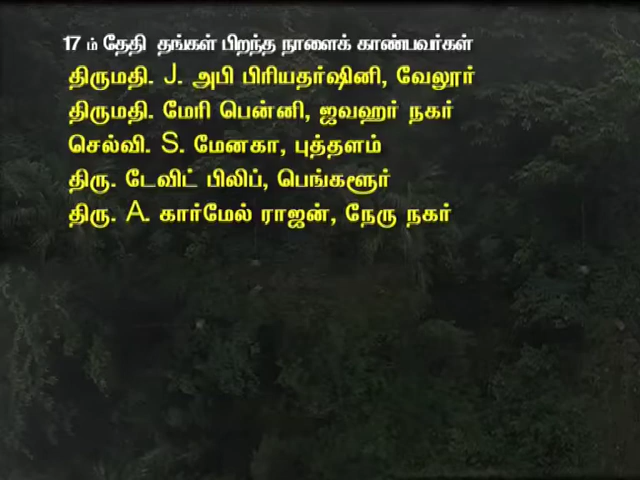 17 ம் தேதி தங்கள் பிறந்த நாளைக் காண்பவர்கள்
திருமதி. J. அபி பிரியதர்ஷினி, வேலூர்
திருமதி. மேரி பென்னி, ஜவஹர் நகர்
செல்வி. S. மேனகா, புத்தளம்
திரு. டேவிட் பிலிப், பெங்களூர்
திரு. A. கார்மேல் ராஜன், நேரு நகர்